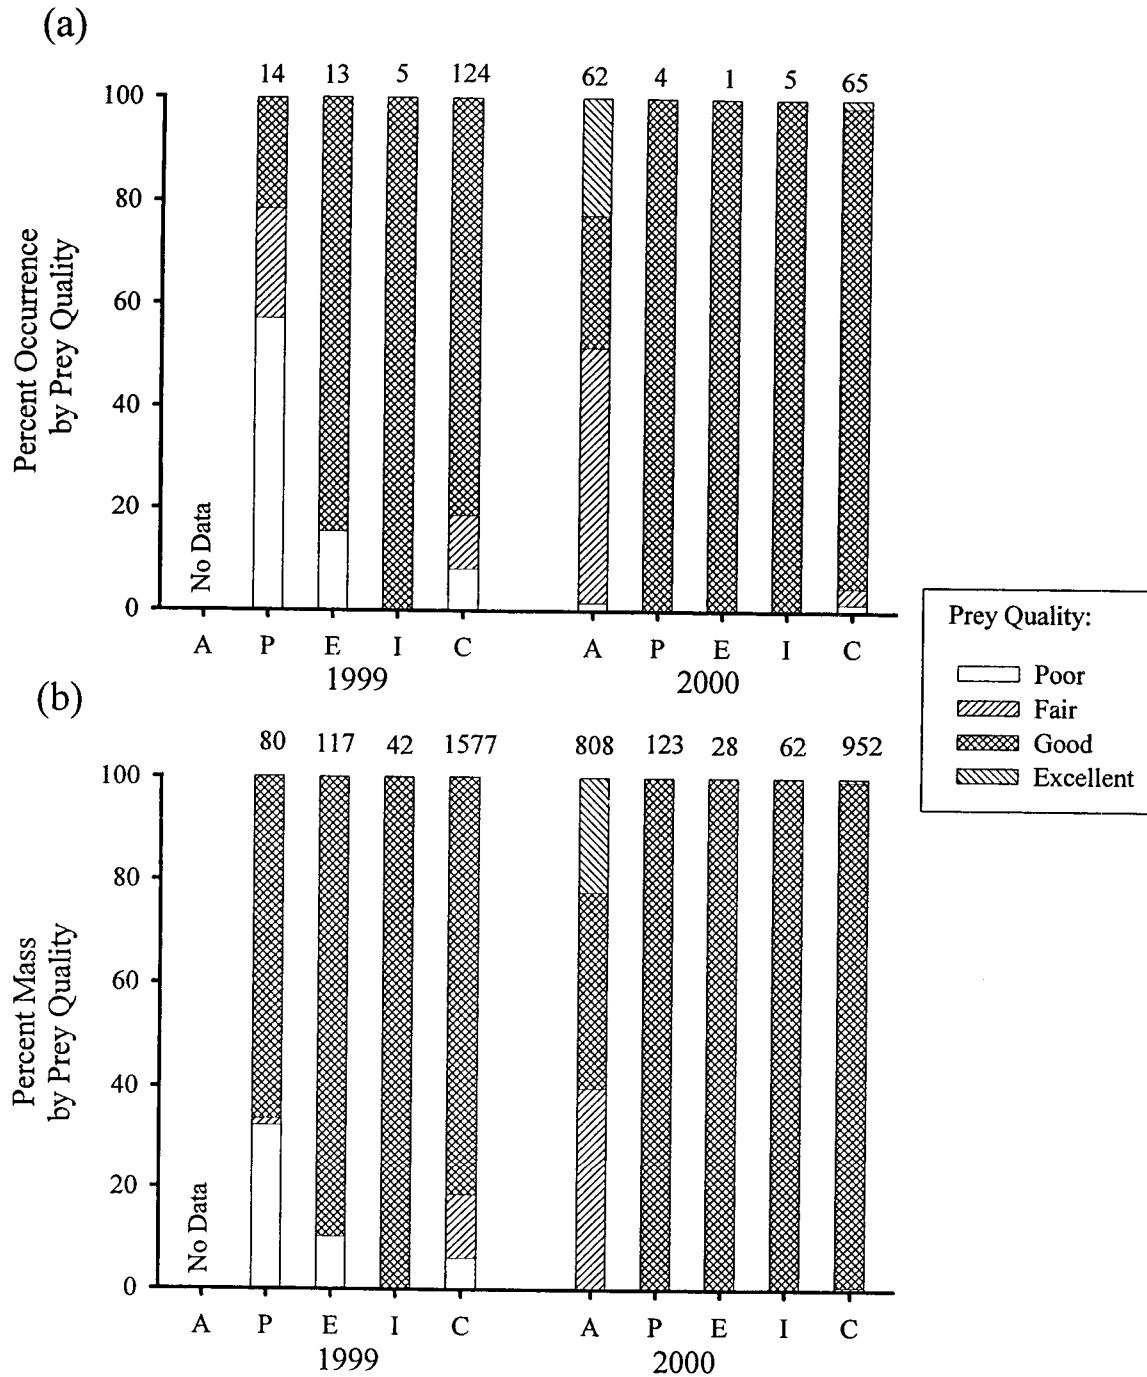 (a)
14 13 5 124 62 4 1 5 65
100
80
60
40
20
0
Percent Occurrence
by Prey Quality
No Data
A P E I C A P E I C
1999 2000
Prey Quality:
Poor
Fair
Good
Excellent
(b)
80 117 42 1577 808 123 28 62 952
100
80
60
40
20
0
Percent Mass
by Prey Quality
No Data
A P E I C A P E I C
1999 2000